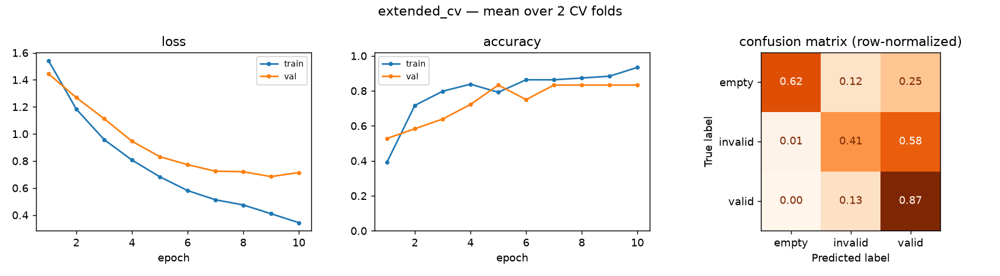 extended_cv — mean over 2 CV folds
loss
train
val
1.6
1.4
1.2
1.0
0.8
0.6
0.4
2 4 6 8 10
epoch
accuracy
train
val
1.0
0.8
0.6
0.4
0.2
0.0
2 4 6 8 10
epoch
confusion matrix (row-normalized)
True label
empty 0.62 0.12 0.25
invalid 0.01 0.41 0.58
valid 0.00 0.13 0.87
empty invalid valid
Predicted label